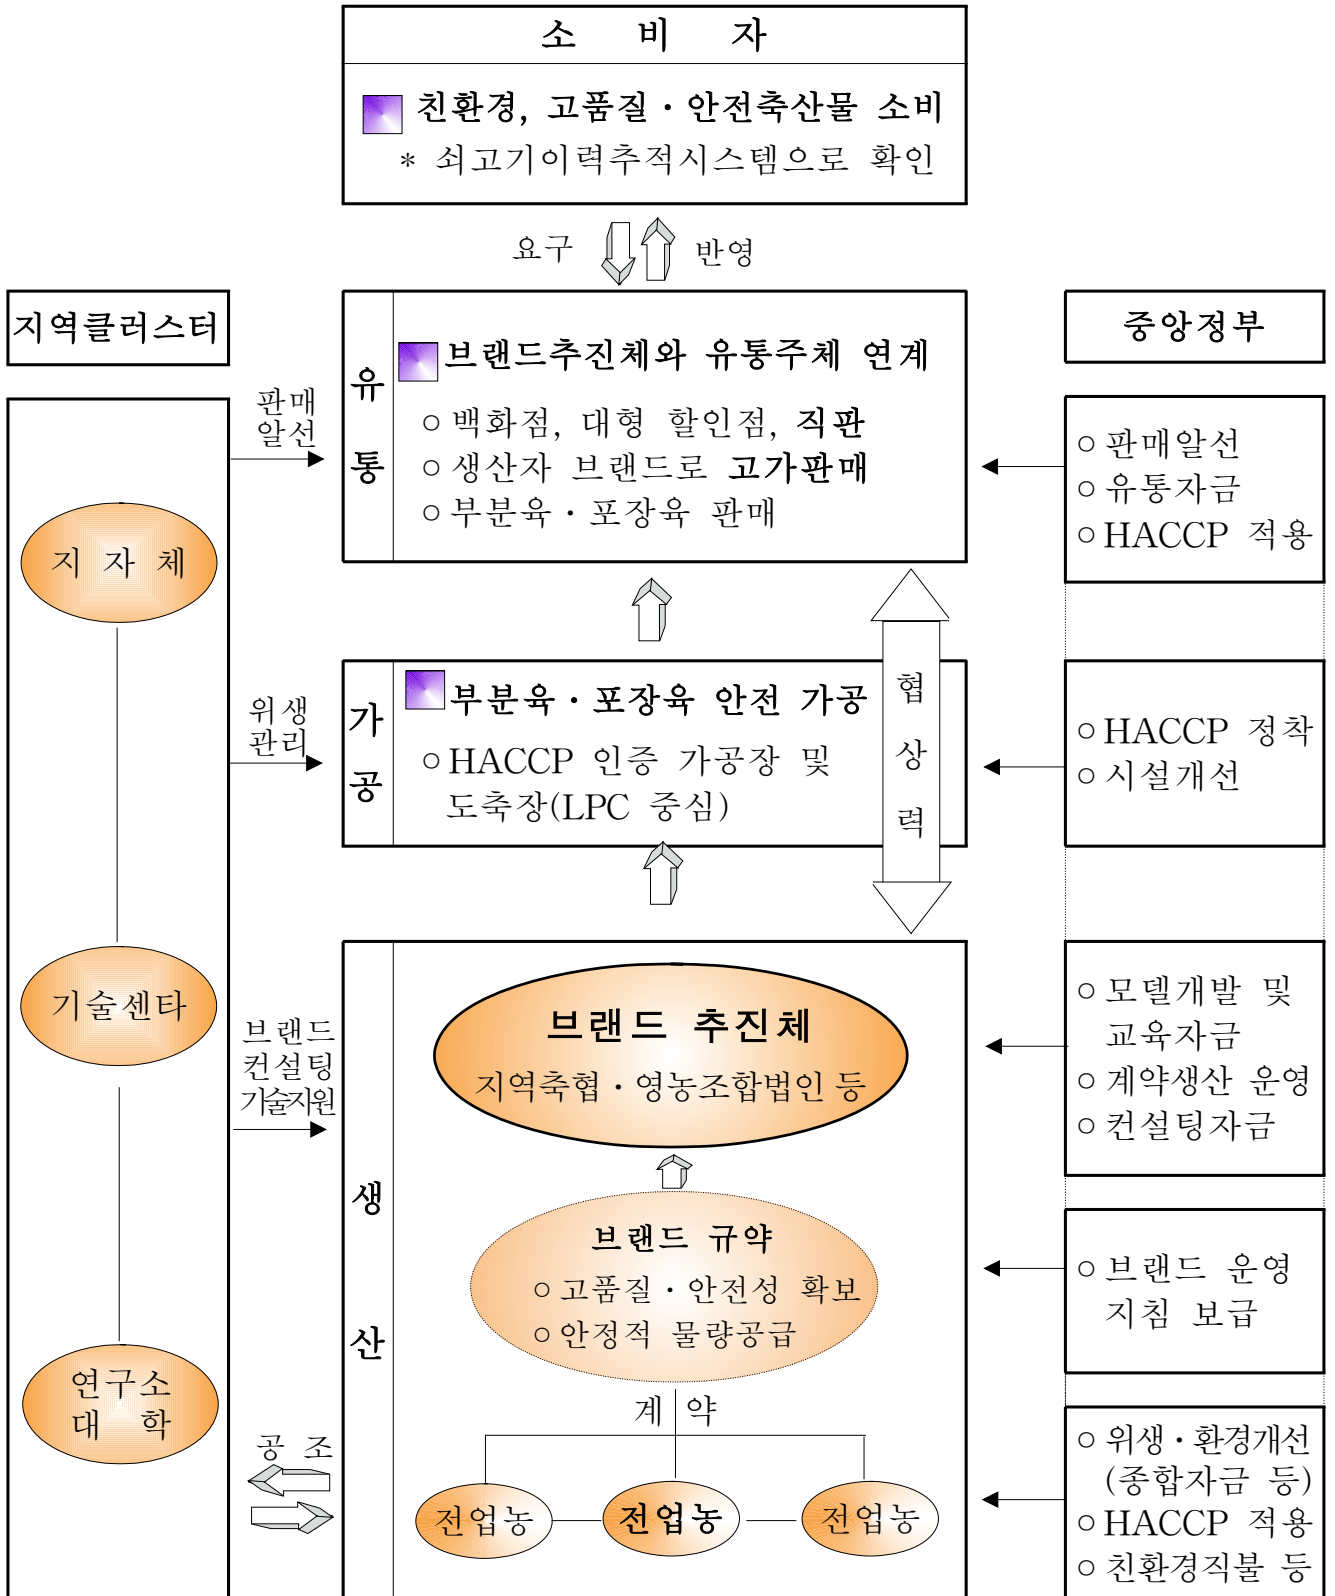 소 비 자
친환경, 고품질・안전축산물 소비
* 쇠고기이력추적시스템으로 확인
요구
반영
지역클러스터
지 자 체
기술센타
연구소
대 학
판매
알선
위생
관리
브랜드
컨설팅
기술지원
공 조
유
통
브랜드추진체와 유통주체 연계
○ 백화점, 대형 할인점, 직판
○ 생산자 브랜드로 고가판매
○ 부분육・포장육 판매
가
공
부분육・포장육 안전 가공
○ HACCP 인증 가공장 및
도축장(LPC 중심)
협
상
력
생
산
브랜드 추진체
지역축협・영농조합법인 등
브랜드 규약
○ 고품질・안전성 확보
○ 안정적 물량공급
계 약
전업농
전업농
전업농
중앙정부
○ 판매알선
○ 유통자금
○ HACCP 적용
○ HACCP 정착
○ 시설개선
○ 모델개발 및
교육자금
○ 계약생산 운영
○ 컨설팅자금
○ 브랜드 운영
지침 보급
○ 위생・환경개선
(종합자금 등)
○ HACCP 적용
○ 친환경직불 등